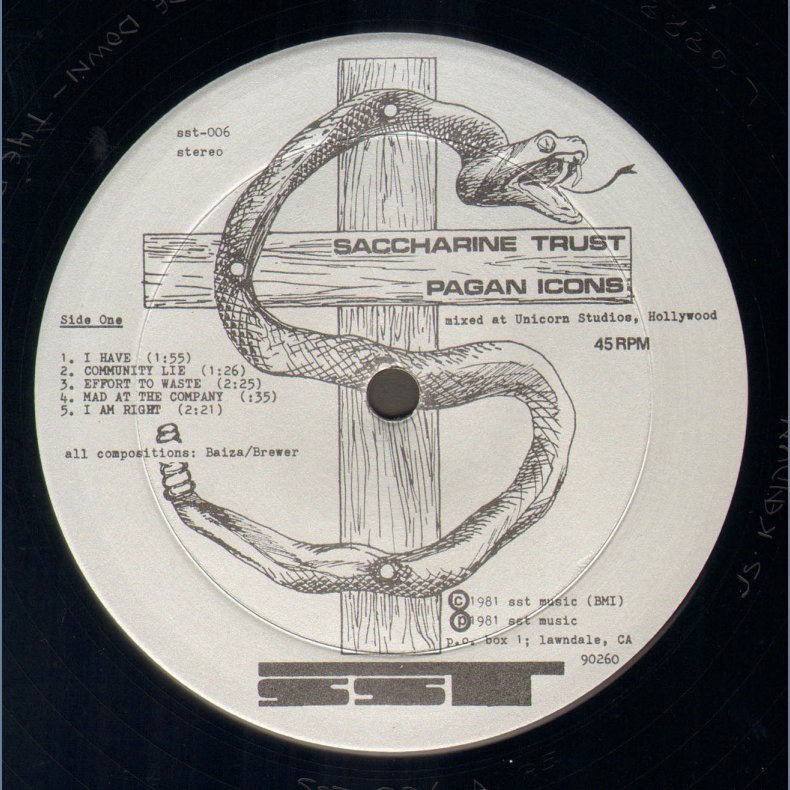 sst-006
stereo
SACCHARINE TRUST
PAGAN ICONS
Side One
mixed at Unicorn Studios, Hollywood
45 RPM
1. I HAVE (1:55)
2. COMMUNITY LIE (1:26)
3. EFFORT TO WASTE (2:25)
4. MAD AT THE COMPANY (:35)
5. I AM RIGHT (2:21)
all compositions: Baiza/Brewer
©1981 sst music (BMI)
℗1981 sst music
p.o. box 1; lawndale, CA
90260
SST
DOWN - THE